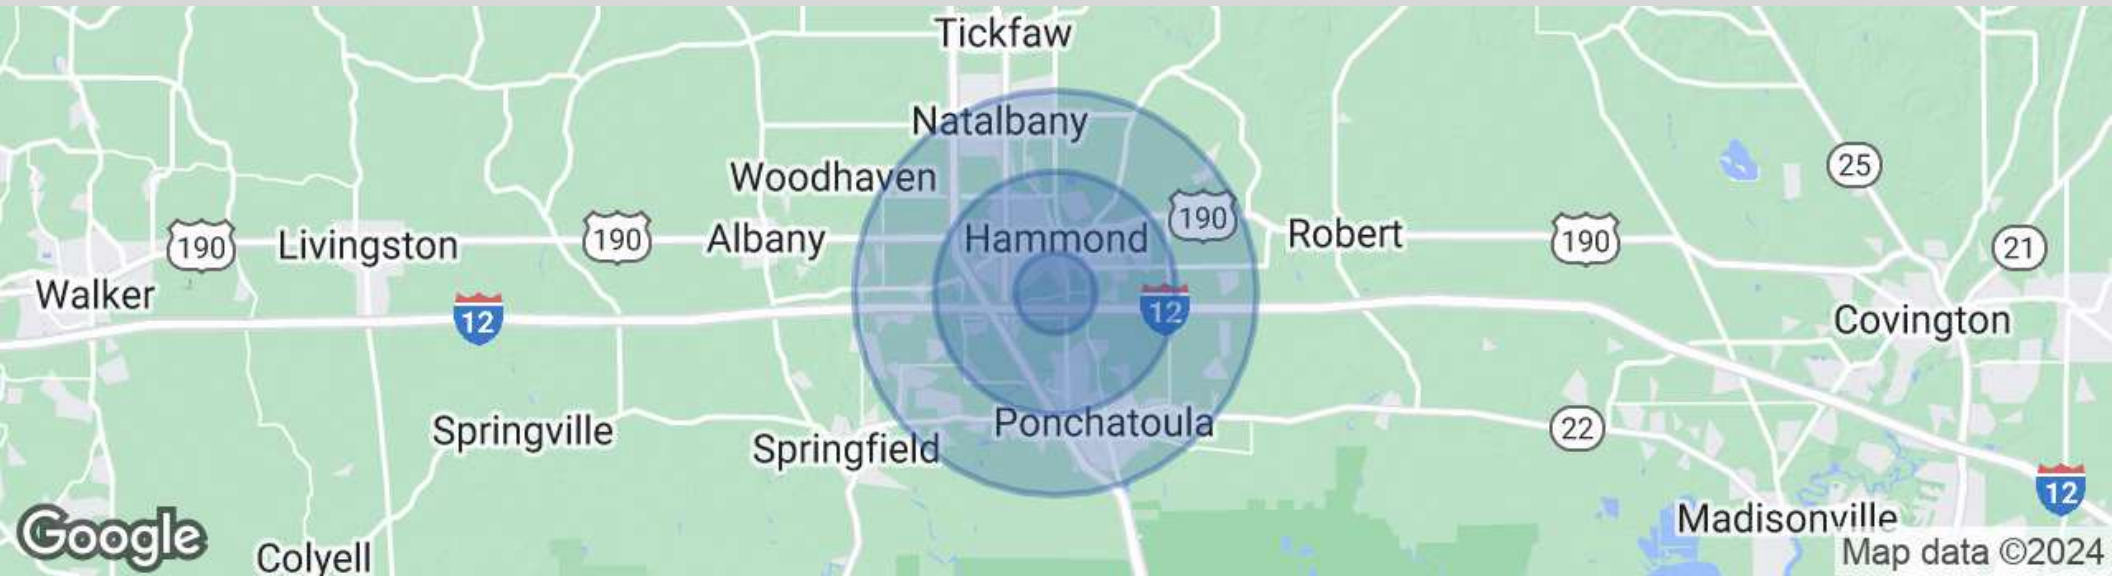 Tickfaw
Natalbany
Woodhaven
25
190
Hammond
190
Livingston
190
Albany
Robert
190
21
Walker
12
12
Covington
Springville
Springfield
Ponchatoula
22
12
Madisonville
Google
Colyell
Map data ©2024